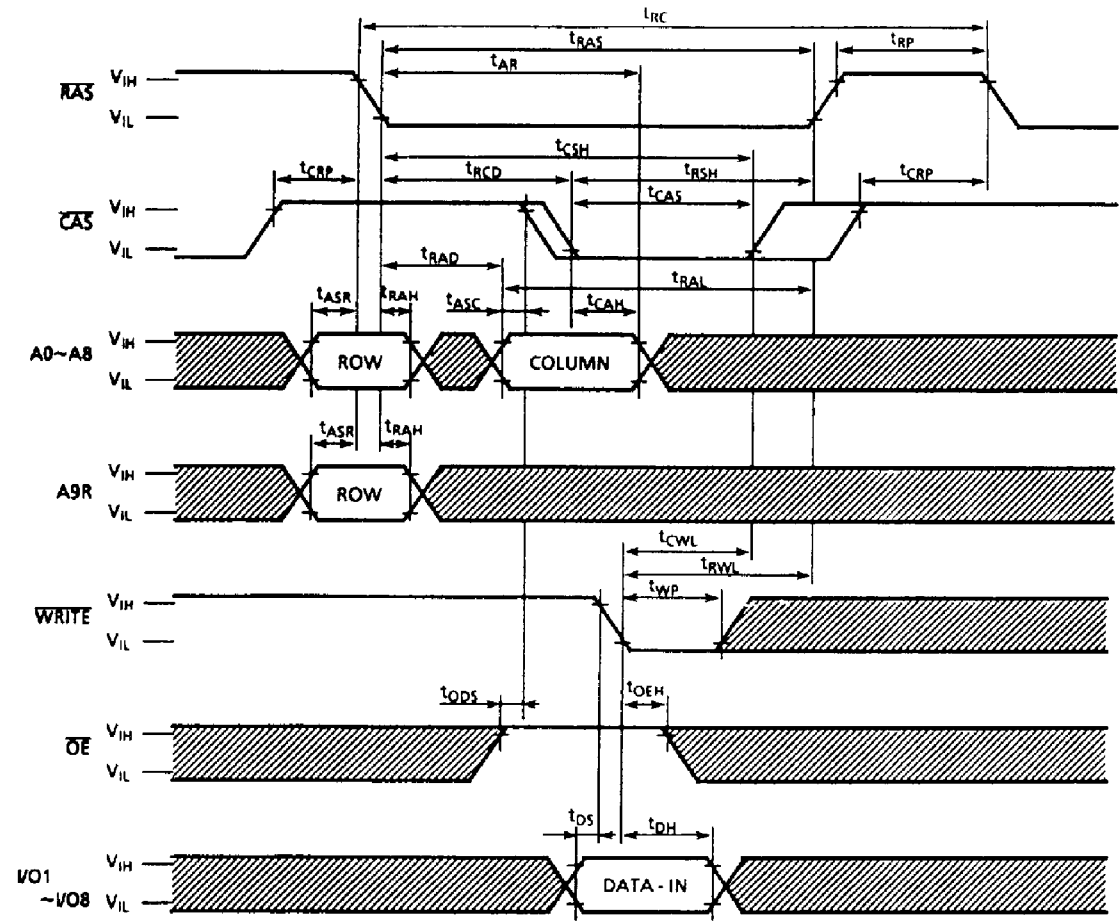 tRC
tRAS
tRP
tAR
RAS
VIH
VIL
tCSH
tCRP
tRCD
tRSH
tCRP
tCAS
CAS
VIH
VIL
tRAD
tRAL
tASR
tRAH
tASC
tCAH
A0~A8
VIH
VIL
ROW
COLUMN
tASR
tRAH
A9R
VIH
VIL
ROW
tCWL
tRWL
tWP
WRITE
VIH
VIL
tODS
tOEH
OE
VIH
VIL
tDS
tDH
I/O1
~I/O8
VIH
VIL
DATA-IN